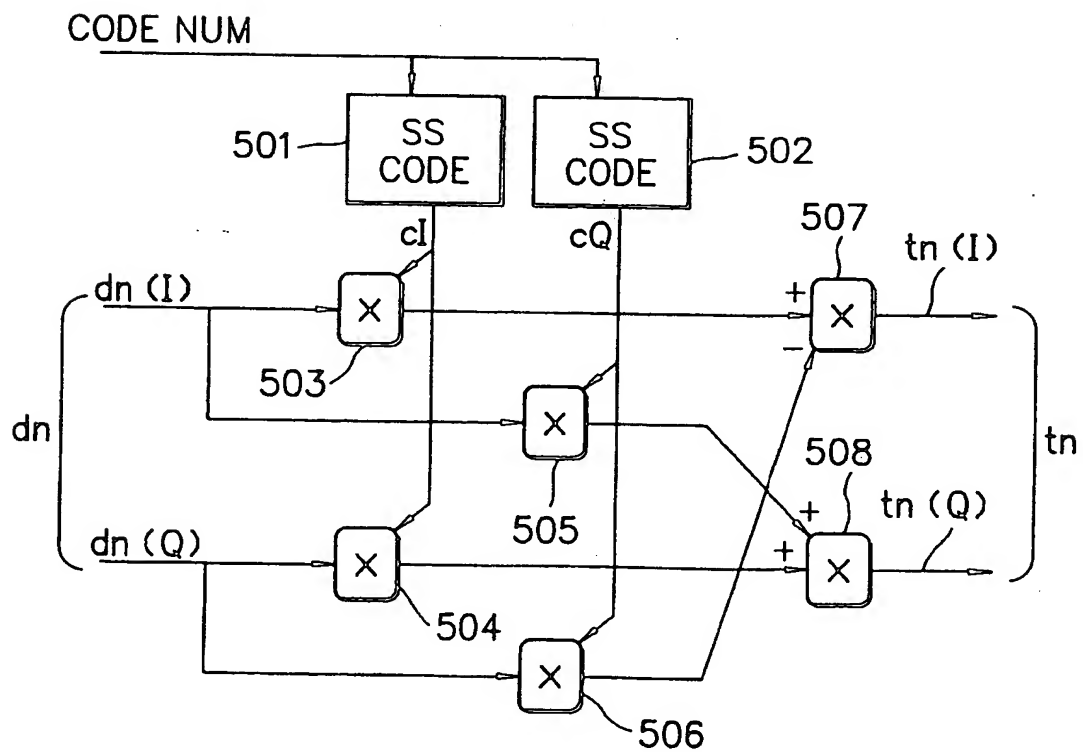 CODE NUM
501
SS
CODE
SS
CODE
502
cI
cQ
507
tn (I)
dn (I)
×
+
×
−
503
dn
×
505
508
tn
+
tn (Q)
dn (Q)
×
+
×
504
×
506